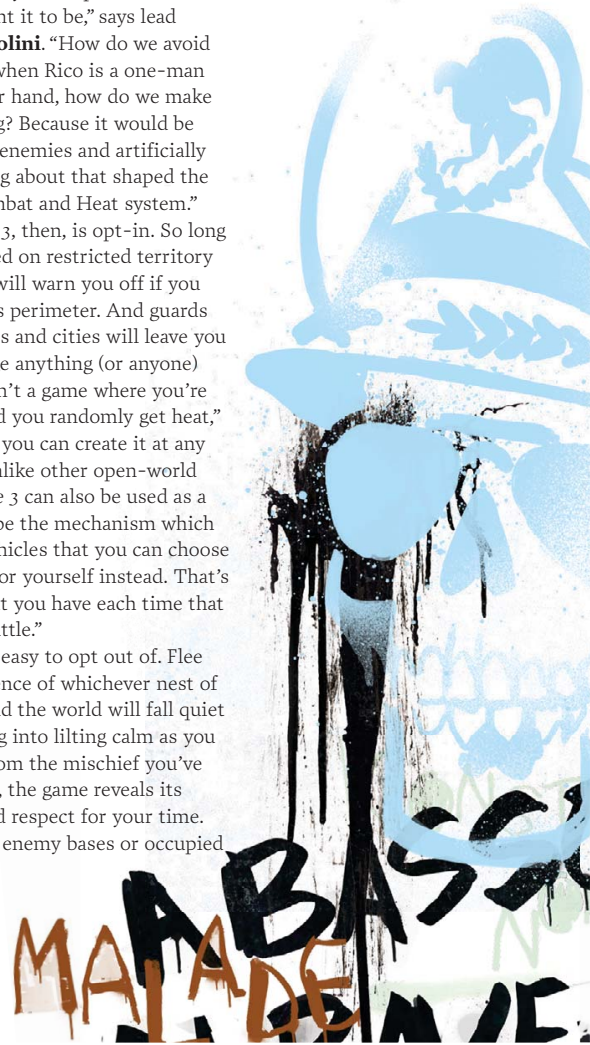 nt it to be,” says lead
olini. “How do we avoid
when Rico is a one-man
r hand, how do we make
g? Because it would be
enemies and artificially
g about that shaped the
mbat and Heat system.”
3, then, is opt-in. So long
ed on restricted territory
will warn you off if you
s perimeter. And guards
s and cities will leave you
e anything (or anyone)
n’t a game where you’re
d you randomly get heat,”
you can create it at any
nlike other open-world
e 3 can also be used as a
be the mechanism which
hicles that you can choose
or yourself instead. That’s
t you have each time that
ttle.”
easy to opt out of. Flee
ence of whichever nest of
d the world will fall quiet
g into lilting calm as you
om the mischief you’ve
, the game reveals its
d respect for your time.
enemy bases or occupied
ABASSO
MALADE